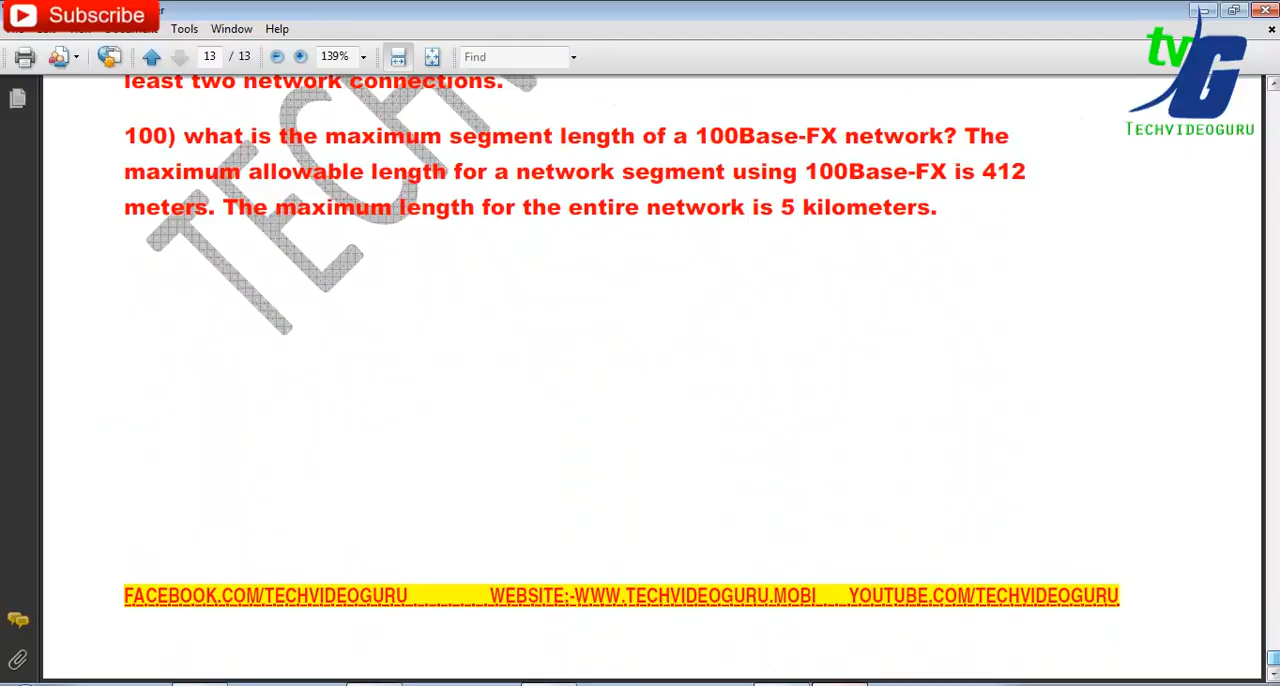 Subscribe
Tools Window Help
13 / 13 139% Find
tv G
TECHVIDEOGURU
least two network connections.
100) what is the maximum segment length of a 100Base-FX network? The
maximum allowable length for a network segment using 100Base-FX is 412
meters. The maximum length for the entire network is 5 kilometers.
TECH
FACEBOOK.COM/TECHVIDEOGURU WEBSITE:-WWW.TECHVIDEOGURU.MOBI YOUTUBE.COM/TECHVIDEOGURU